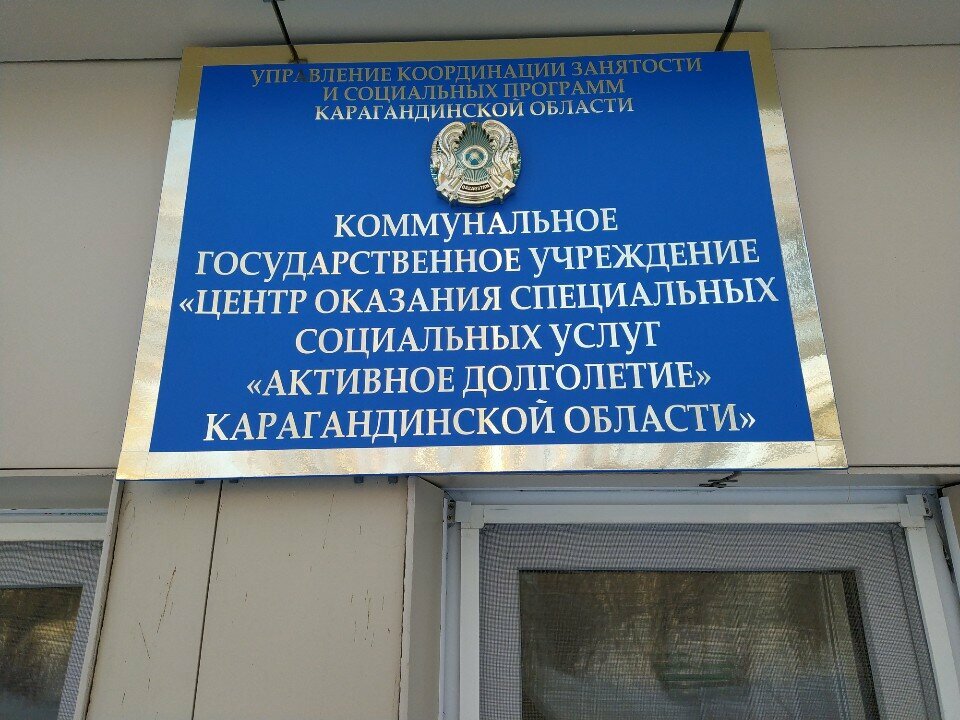 УПРАВЛЕНИЕ КООРДИНАЦИИ ЗАНЯТОСТИ
И СОЦИАЛЬНЫХ ПРОГРАММ
КАРАГАНДИНСКОЙ ОБЛАСТИ
КОММУНАЛЬНОЕ
ГОСУДАРСТВЕННОЕ УЧРЕЖДЕНИЕ
«ЦЕНТР ОКАЗАНИЯ СПЕЦИАЛЬНЫХ
СОЦИАЛЬНЫХ УСЛУГ
«АКТИВНОЕ ДОЛГОЛЕТИЕ»
КАРАГАНДИНСКОЙ ОБЛАСТИ»